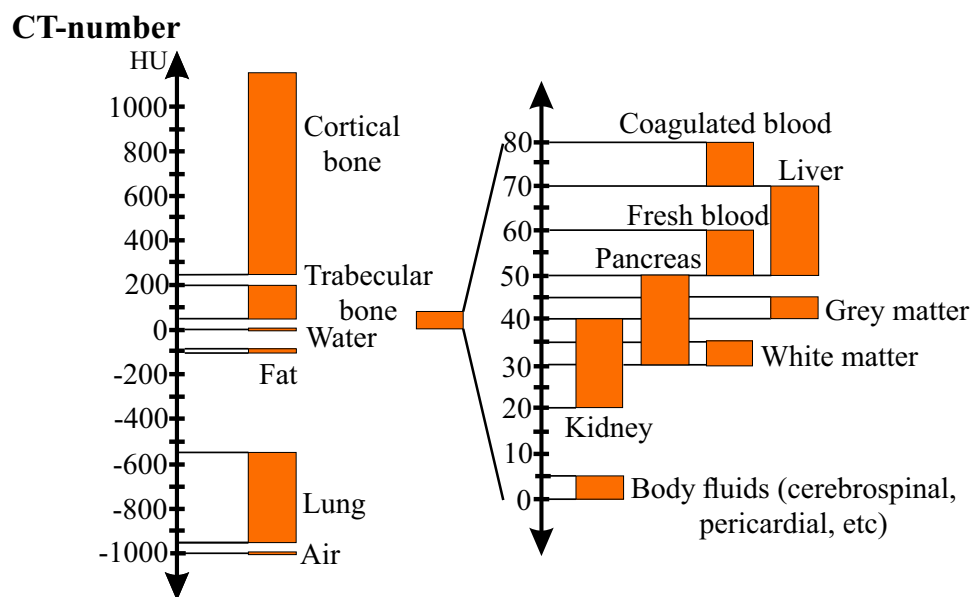 CT-number
HU
1000
800
600
400
200
0
-200
-400
-600
-800
-1000
Cortical
bone
Trabecular
bone
Water
Fat
Lung
Air
80
70
60
50
40
30
20
10
0
Coagulated blood
Liver
Fresh blood
Pancreas
Grey matter
White matter
Kidney
Body fluids (cerebrospinal,
pericardial, etc)